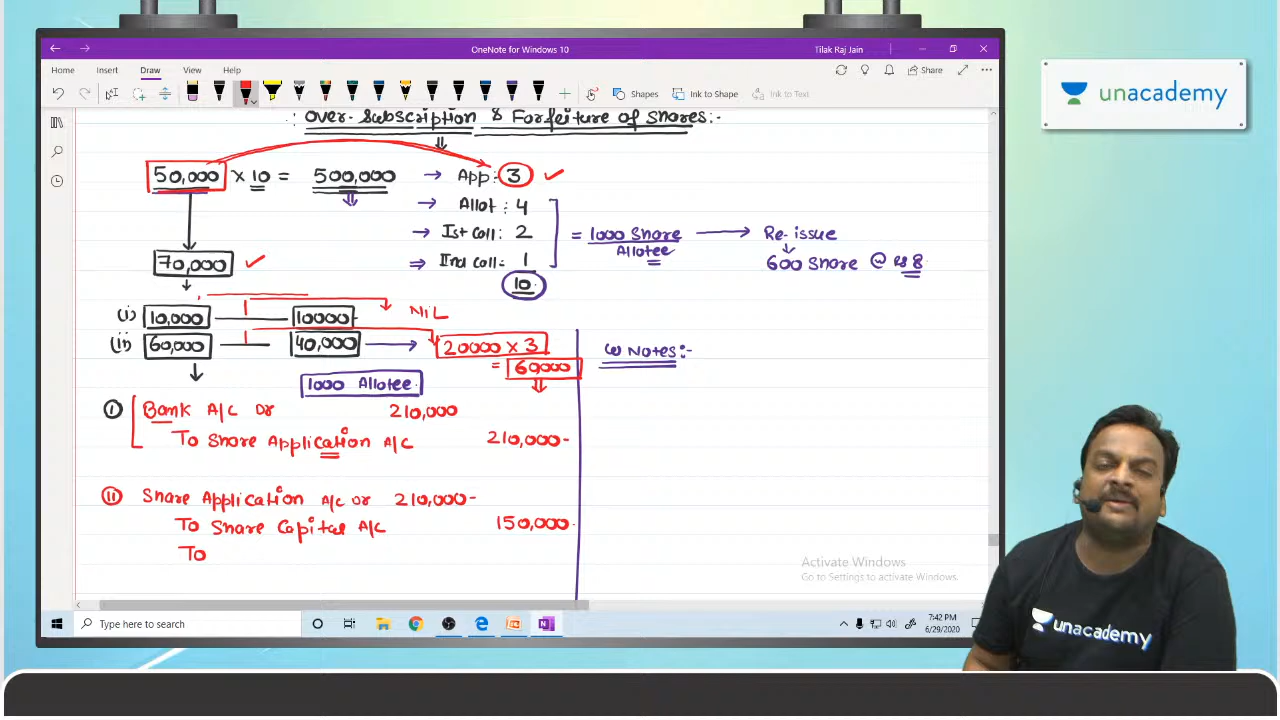 OneNote for Windows 10
Tilak Raj Jain
Home Insert Draw View Help
Share
Shapes Ink to Shape Ink to Text
unacademy
∴ Over-Subscription & Forfeiture of Shares:-
50,000 × 10 = 500,000 → App: 3 ✓
→ Allot: 4
→ Ist Call: 2 = 1000 Share → Re-issue
Allotee
⇒ IInd Call: 1 600 Share @ Rs 8
10
70,000 ✓
(i) 10,000 — 10000 NiL
(ii) 60,000 — 40,000 → 20000 × 3
= 60000
1000 Allotee
W Notes:-
I Bank A/C Dr 210,000
To Share Application A/C 210,000-
II Share Application A/C Dr 210,000-
To Share Capital A/C 150,000-
To
Activate Windows
Go to Settings to activate Windows.
Type here to search
7:42 PM
6/29/2020
unacademy